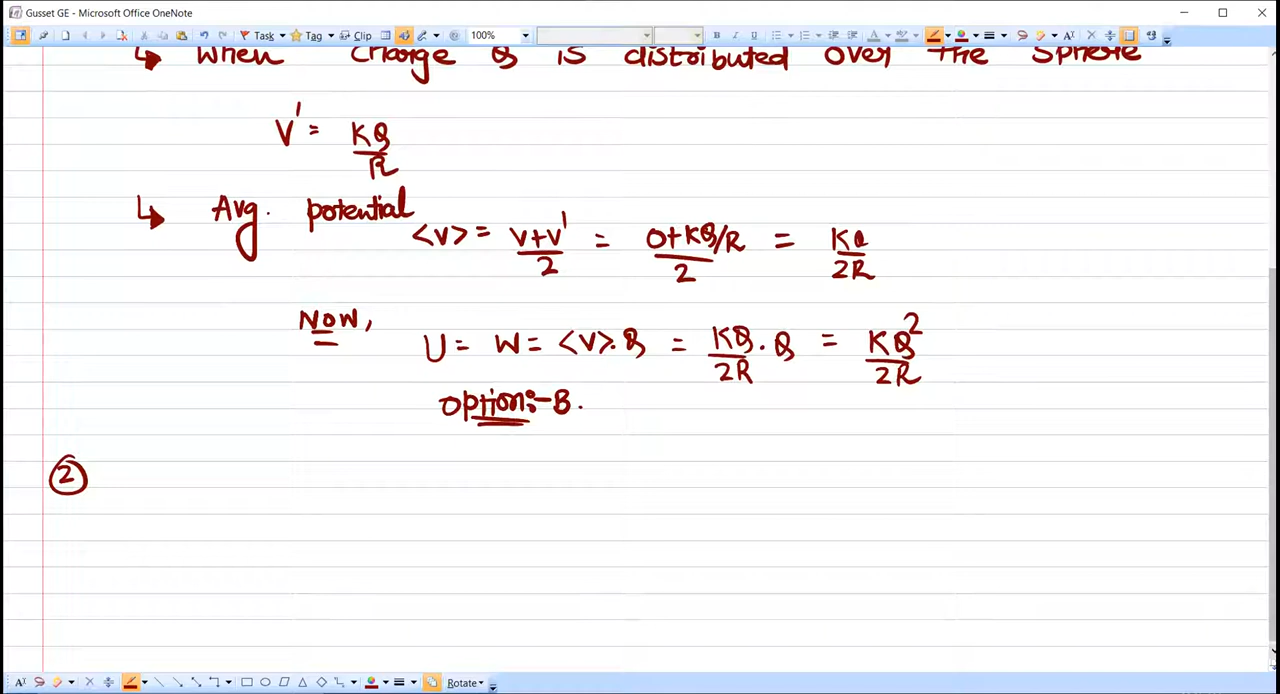 Gusset GE - Microsoft Office OneNote
Task Tag Clip 100%
↳ When Charge Q is distributed over the Sphere
V' = KQ/R
↳ Avg. potential
<V> = V+V'/2 = 0+KQ/R/2 = KQ/2R
NOW,
U = W = <V>.Q = KQ/2R . Q = KQ²/2R
option:-B.
②
Rotate